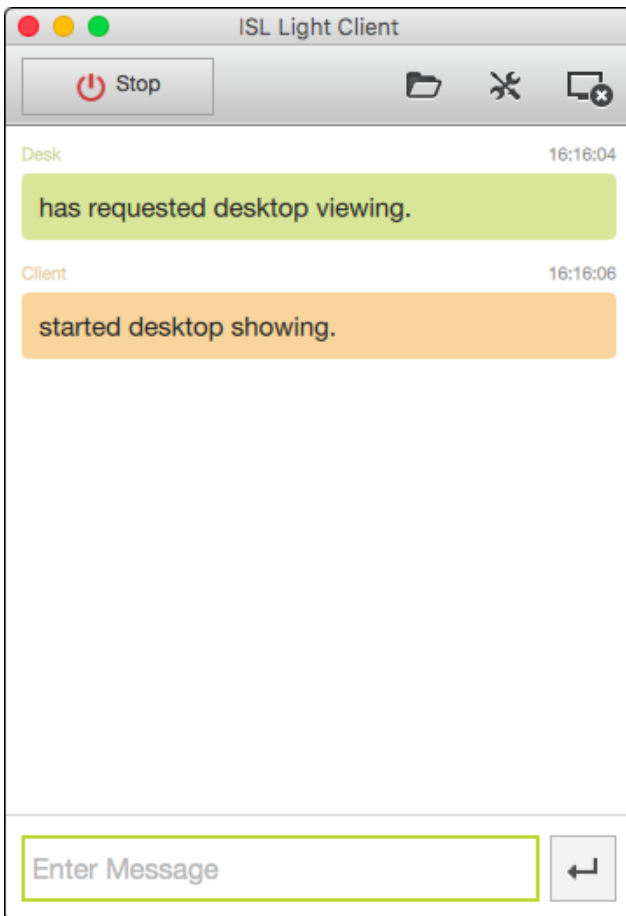 ISL Light Client
Stop
Desk 16:16:04
has requested desktop viewing.
Client 16:16:06
started desktop showing.
Enter Message